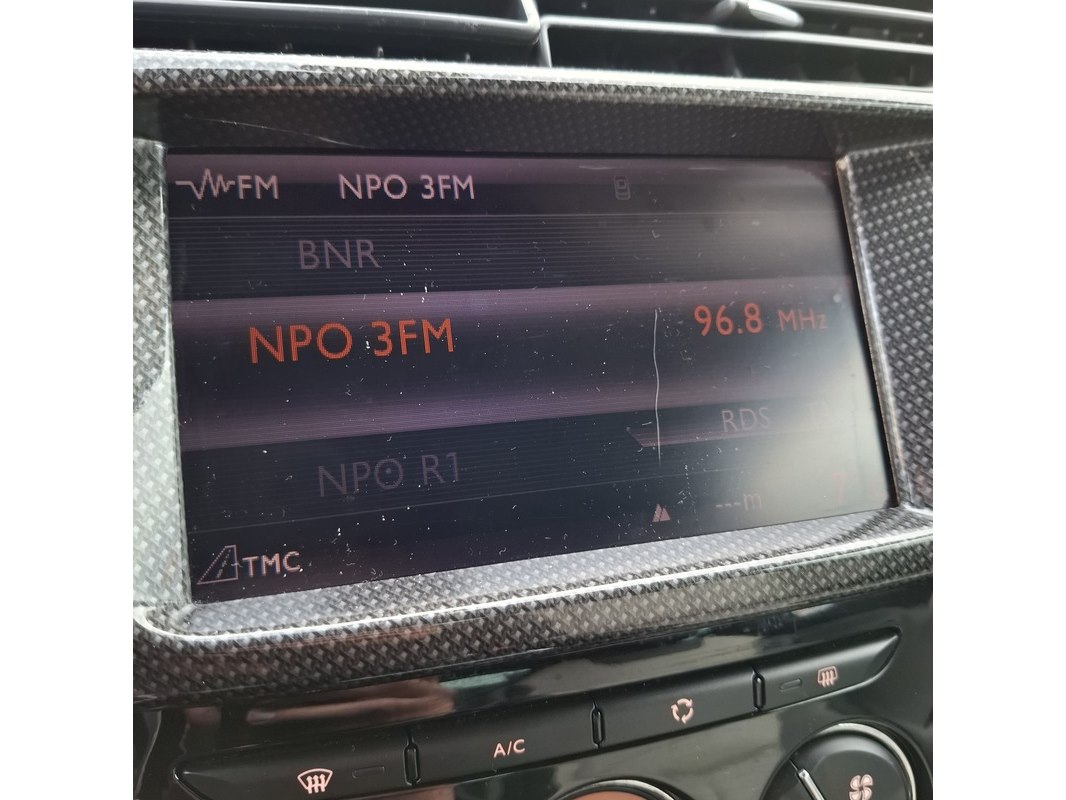 FM NPO 3FM
BNR
NPO 3FM 96.8 MHz
RDS
NPO R1
---m
TMC
A/C